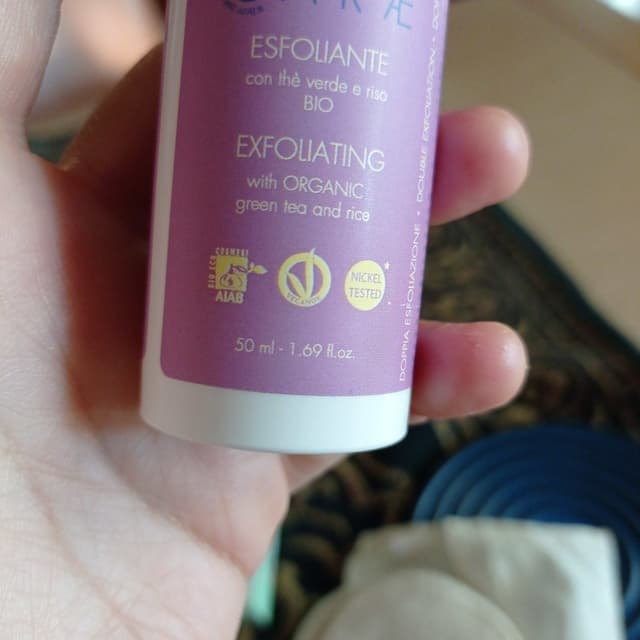 ESFOLIANTE
con thè verde e riso
BIO
EXFOLIATING
with ORGANIC
green tea and rice
AIAB
VEGANOK
NICKEL
TESTED
*
50 ml - 1.69 fl.oz.
DOPPIA ESFOLIAZIONE • DOUBLE EXFOLIATION •